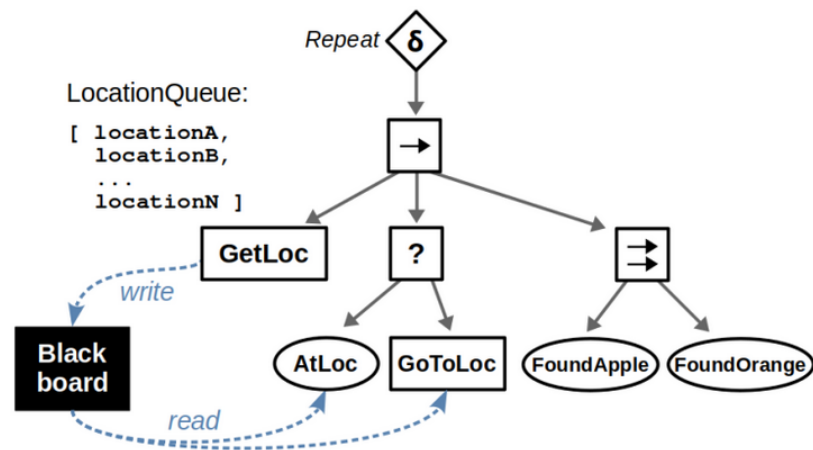 Repeat
δ
LocationQueue:
[ locationA,
locationB,
...
locationN ]
GetLoc
?
write
Black
board
AtLoc
GoToLoc
FoundApple
FoundOrange
read